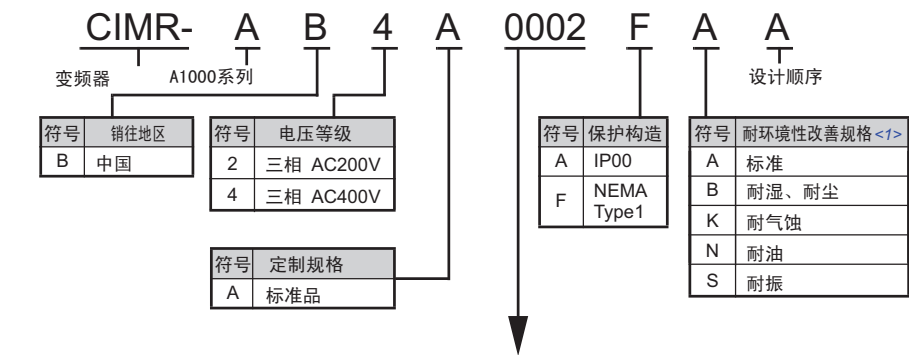 CIMR- A B 4 A 0002 F A A
变频器 A1000系列 设计顺序
符号 销往地区
B 中国
符号 电压等级
2 三相 AC200V
4 三相 AC400V
符号 定制规格
A 标准品
符号 保护构造
A IP00
F NEMA
Type1
符号 耐环境性改善规格<1>
A 标准
B 耐湿、耐尘
K 耐气蚀
N 耐油
S 耐振